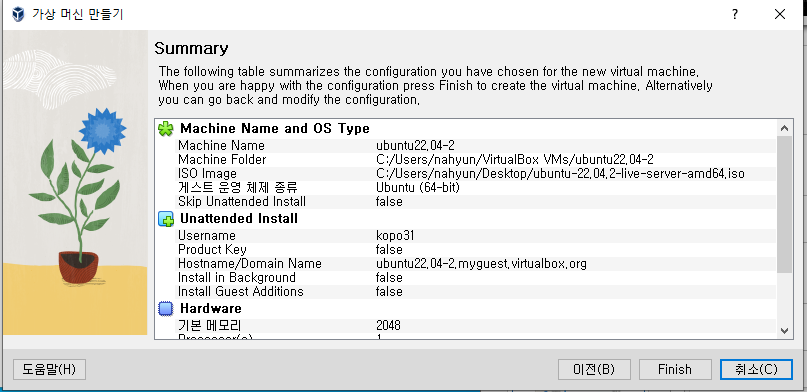 가상 머신 만들기
Summary
The following table summarizes the configuration you have chosen for the new virtual machine.
When you are happy with the configuration press Finish to create the virtual machine. Alternatively
you can go back and modify the configuration.
Machine Name and OS Type
Machine Name ubuntu22.04-2
Machine Folder C:/Users/nahyun/VirtualBox VMs/ubuntu22.04-2
ISO Image C:/Users/nahyun/Desktop/ubuntu-22.04.2-live-server-amd64.iso
게스트 운영 체제 종류 Ubuntu (64-bit)
Skip Unattended Install false
Unattended Install
Username kopo31
Product Key false
Hostname/Domain Name ubuntu22.04-2.myguest.virtualbox.org
Install in Background false
Install Guest Additions false
Hardware
기본 메모리 2048
Processor(s) 1
도움말(H) 이전(B) Finish 취소(C)